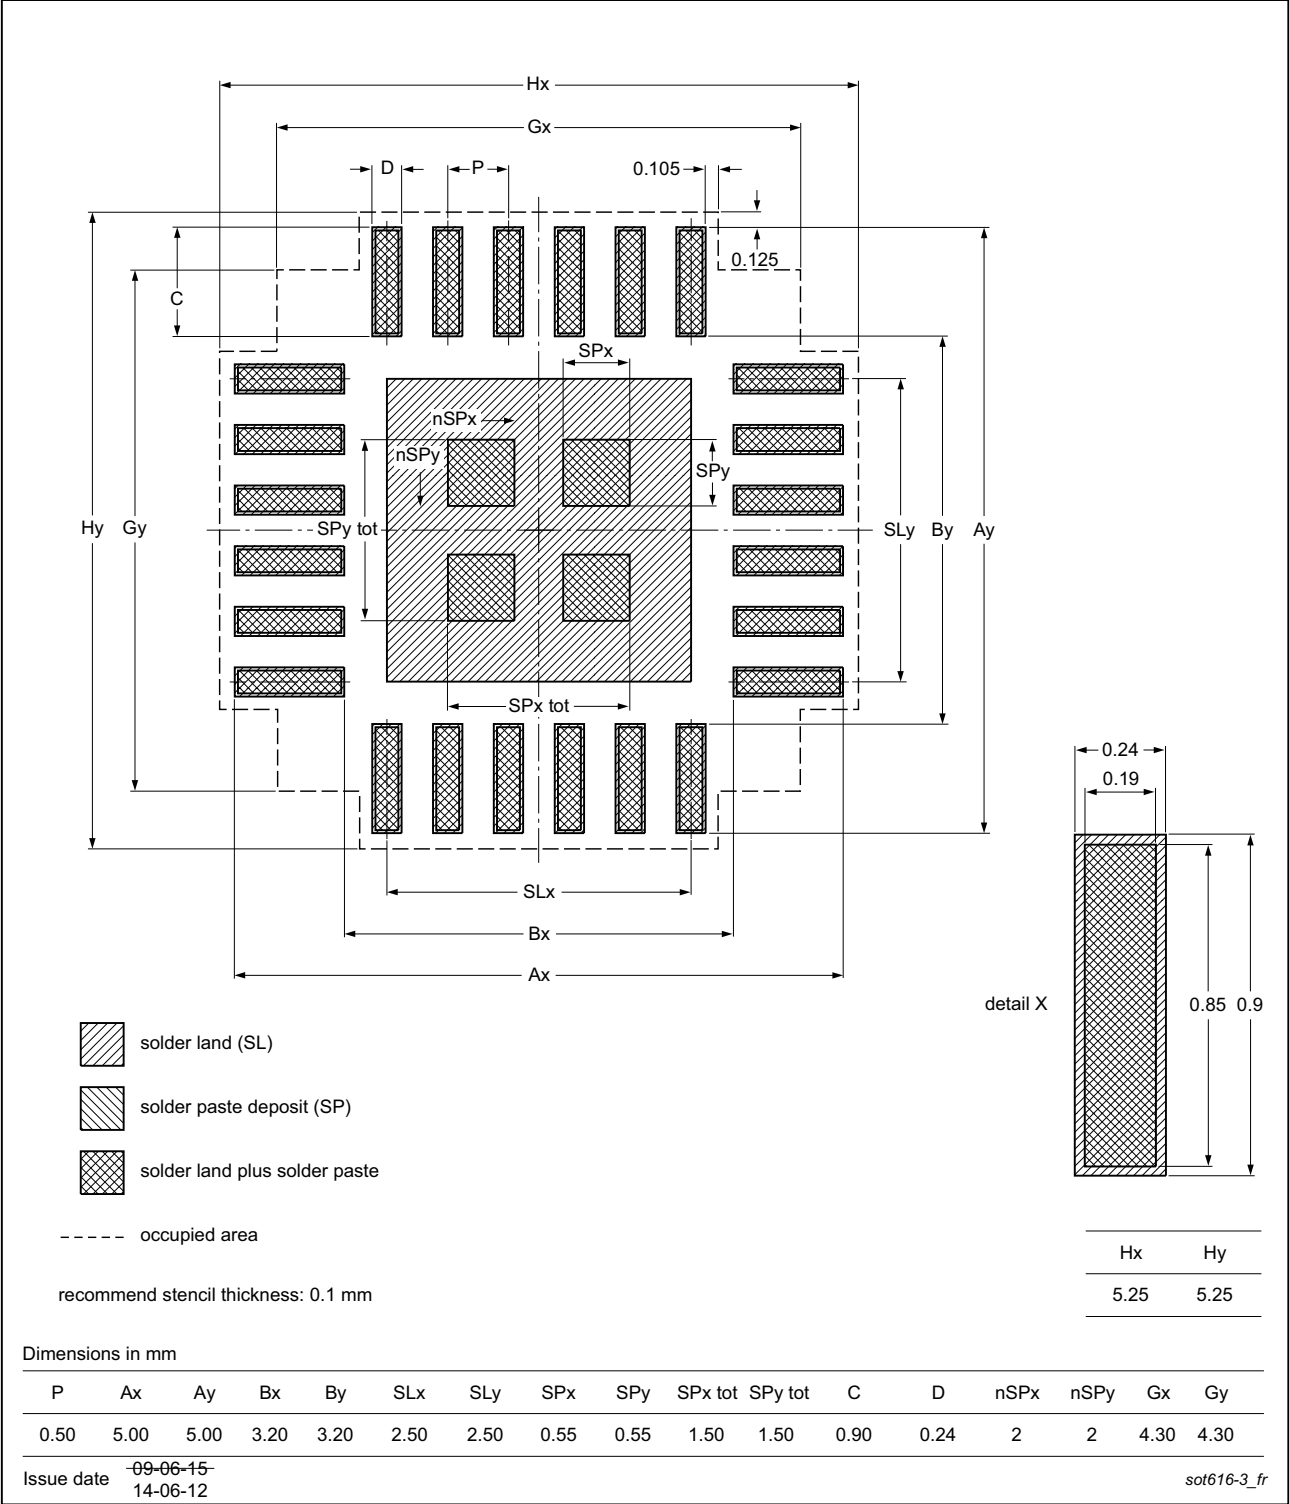 Hx
Gx
D
P
0.105
0.125
C
SPx
nSPx
nSPy
SPy
Hy
Gy
SPy tot
SLy
By
Ay
SPx tot
SLx
Bx
Ax
0.24
0.19
detail X
0.85
0.9
solder land (SL)
solder paste deposit (SP)
solder land plus solder paste
occupied area
recommend stencil thickness: 0.1 mm
Hx Hy
5.25 5.25
Dimensions in mm
P Ax Ay Bx By SLx SLy SPx SPy SPx tot SPy tot C D nSPx nSPy Gx Gy
0.50 5.00 5.00 3.20 3.20 2.50 2.50 0.55 0.55 1.50 1.50 0.90 0.24 2 2 4.30 4.30
Issue date
09-06-15
14-06-12
sot616-3_fr